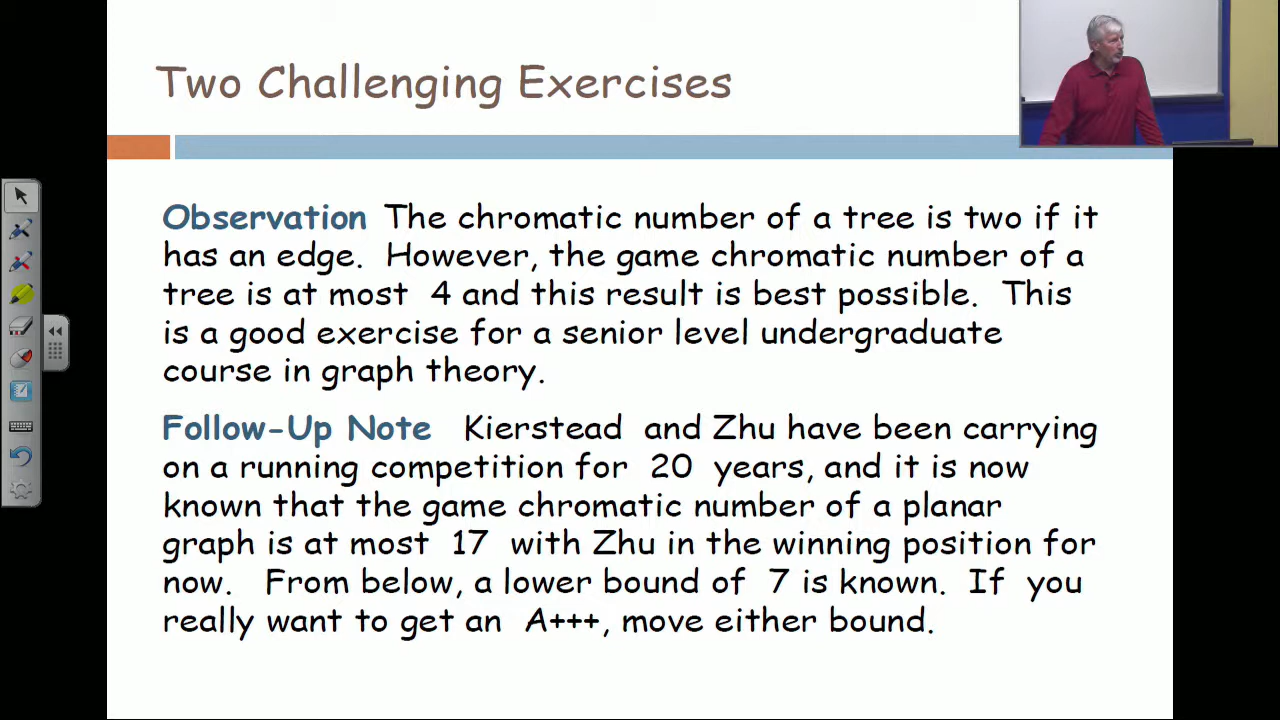 Two Challenging Exercises
Observation The chromatic number of a tree is two if it
has an edge. However, the game chromatic number of a
tree is at most 4 and this result is best possible. This
is a good exercise for a senior level undergraduate
course in graph theory.
Follow-Up Note Kierstead and Zhu have been carrying
on a running competition for 20 years, and it is now
known that the game chromatic number of a planar
graph is at most 17 with Zhu in the winning position for
now. From below, a lower bound of 7 is known. If you
really want to get an A+++, move either bound.